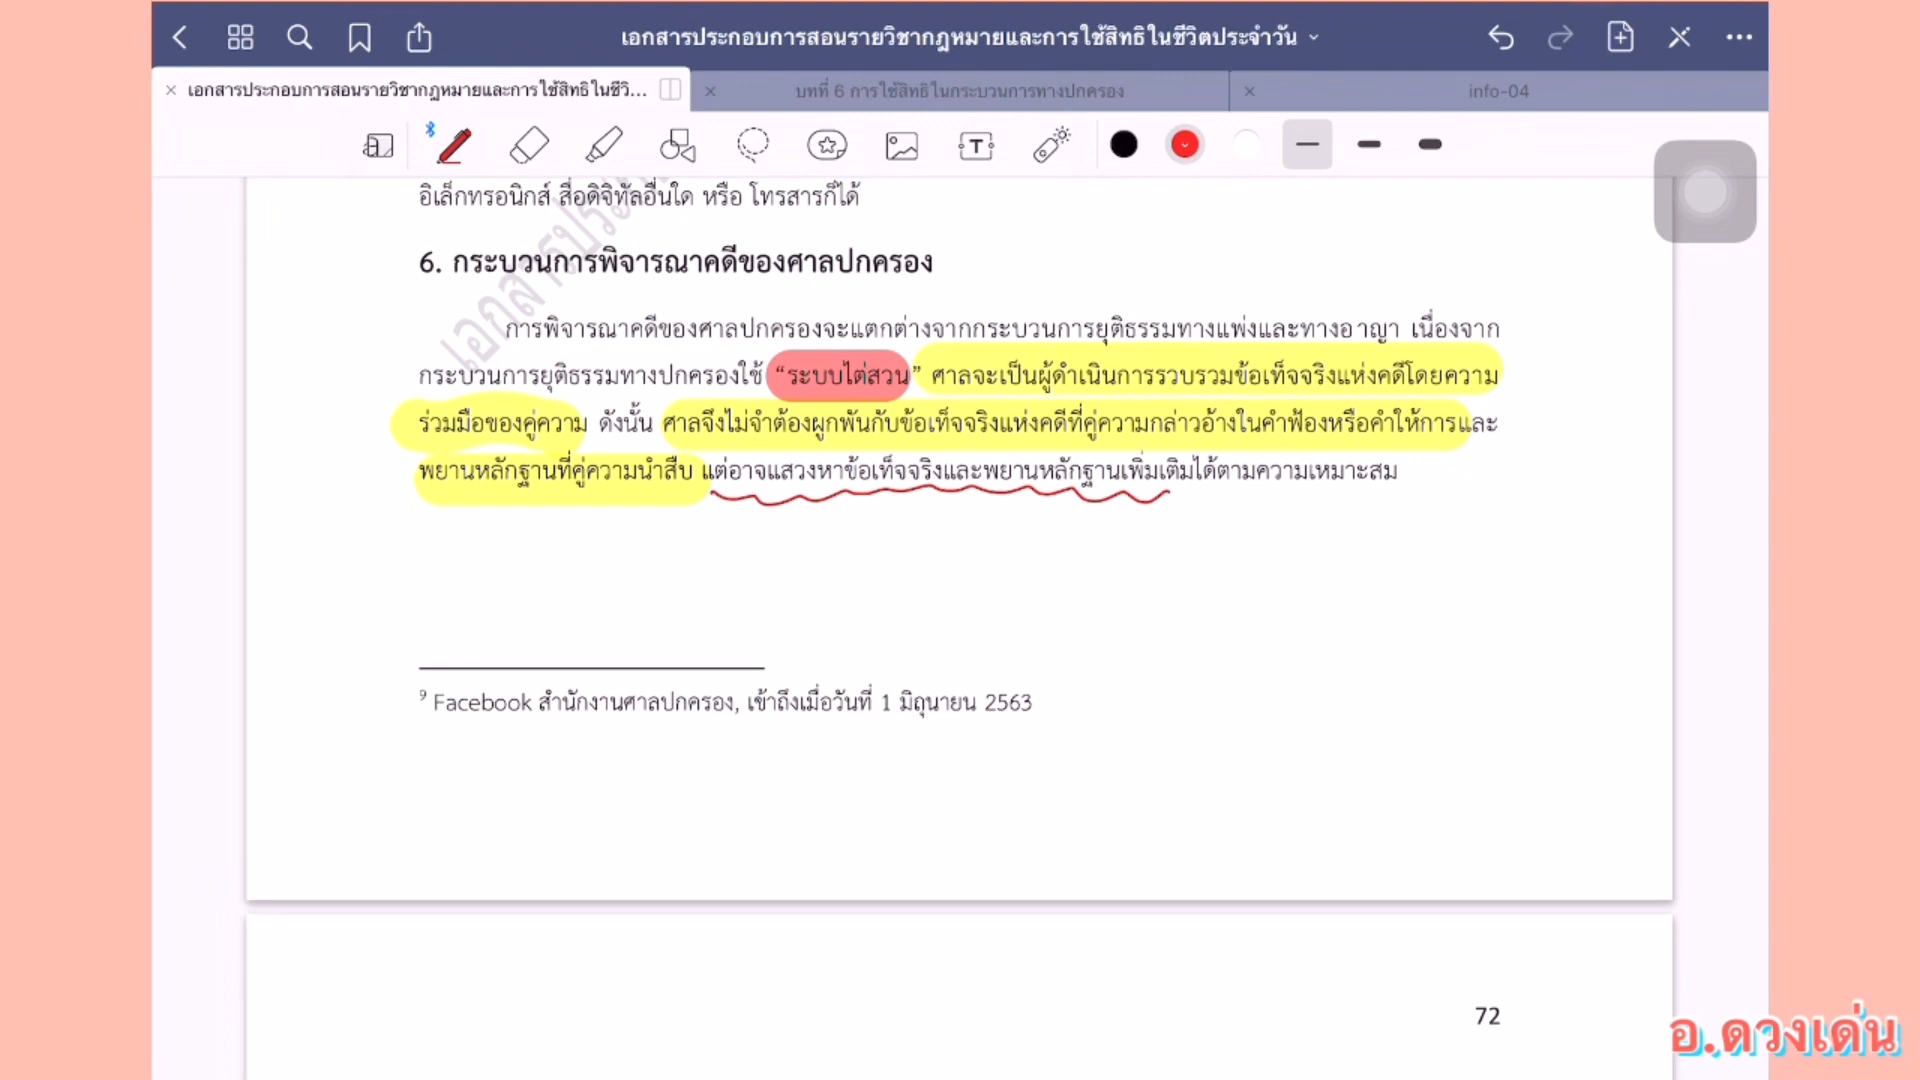 เอกสารประกอบการสอนรายวิชากฎหมายและการใช้สิทธิในชีวิตประจำวัน
เอกสารประกอบการสอนรายวิชากฎหมายและการใช้สิทธิในชีวิ...
บทที่ 6 การใช้สิทธิในกระบวนการทางปกครอง
info-04
อิเล็กทรอนิกส์ สื่อดิจิทัลอื่นใด หรือ โทรสารก็ได้
6. กระบวนการพิจารณาคดีของศาลปกครอง
การพิจารณาคดีของศาลปกครองจะแตกต่างจากกระบวนการยุติธรรมทางแพ่งและทางอาญา เนื่องจาก
กระบวนการยุติธรรมทางปกครองใช้ “ระบบไต่สวน” ศาลจะเป็นผู้ดำเนินการรวบรวมข้อเท็จจริงแห่งคดีโดยความ
ร่วมมือของคู่ความ ดังนั้น ศาลจึงไม่จำต้องผูกพันกับข้อเท็จจริงแห่งคดีที่คู่ความกล่าวอ้างในคำฟ้องหรือคำให้การและ
พยานหลักฐานที่คู่ความนำสืบ แต่อาจแสวงหาข้อเท็จจริงและพยานหลักฐานเพิ่มเติมได้ตามความเหมาะสม
9 Facebook สำนักงานศาลปกครอง, เข้าถึงเมื่อวันที่ 1 มิถุนายน 2563
72
อ.ดวงเด่น